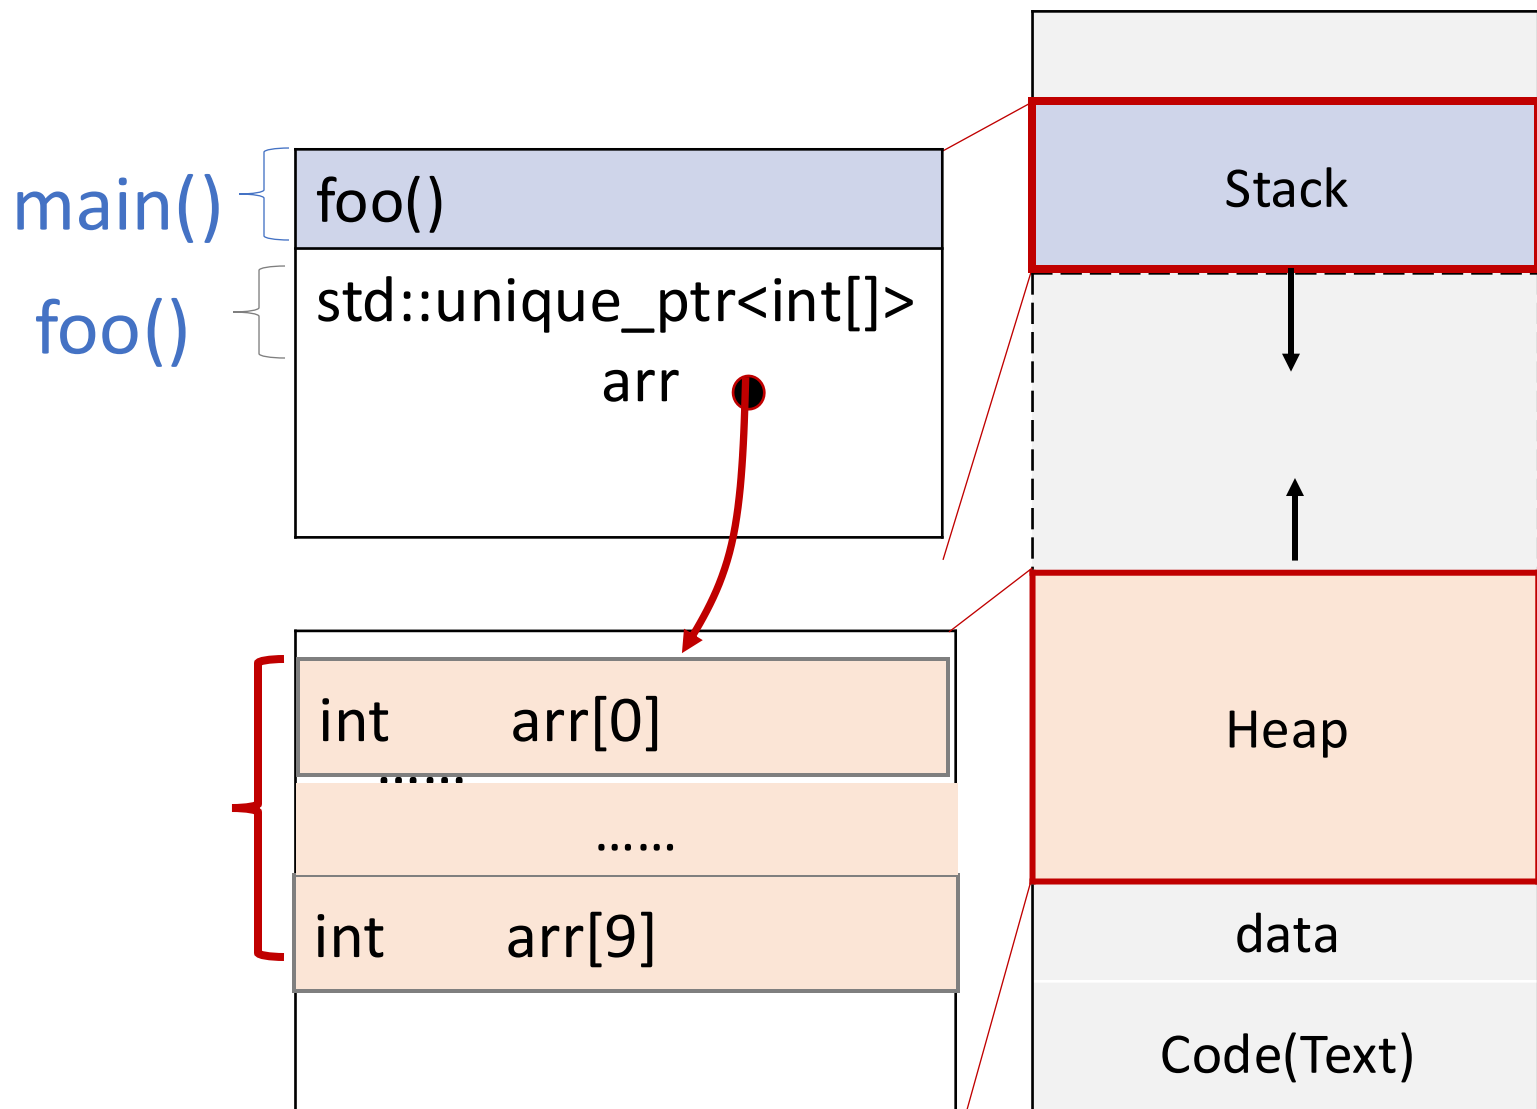 main()
foo()
foo()
std::unique_ptr<int[]>
arr
int arr[0]
......
......
int arr[9]
Stack
Heap
data
Code(Text)